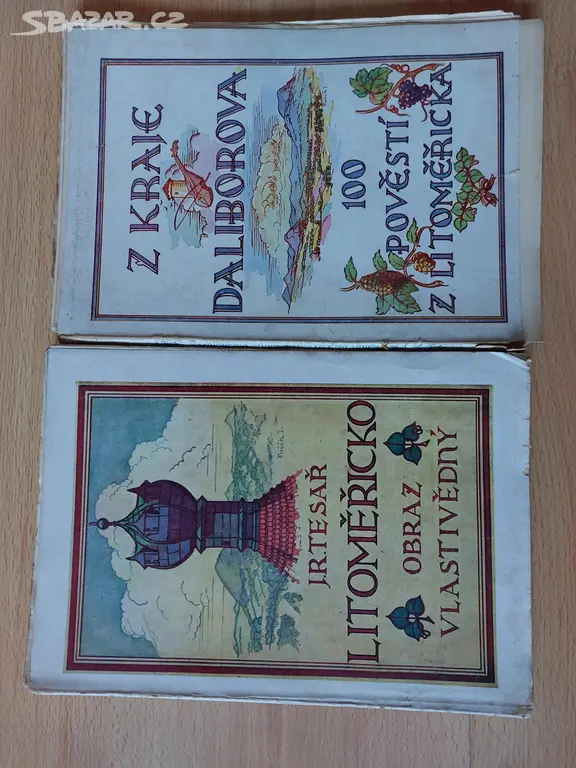 SBAZAR.CZ
Z KRAJE
DALIBOROVA
100
POVĚSTÍ
Z LITOMĚŘICKA
J.R.TESAŘ
LITOMĚŘICKO
OBRAZ
VLASTIVĚDNÝ